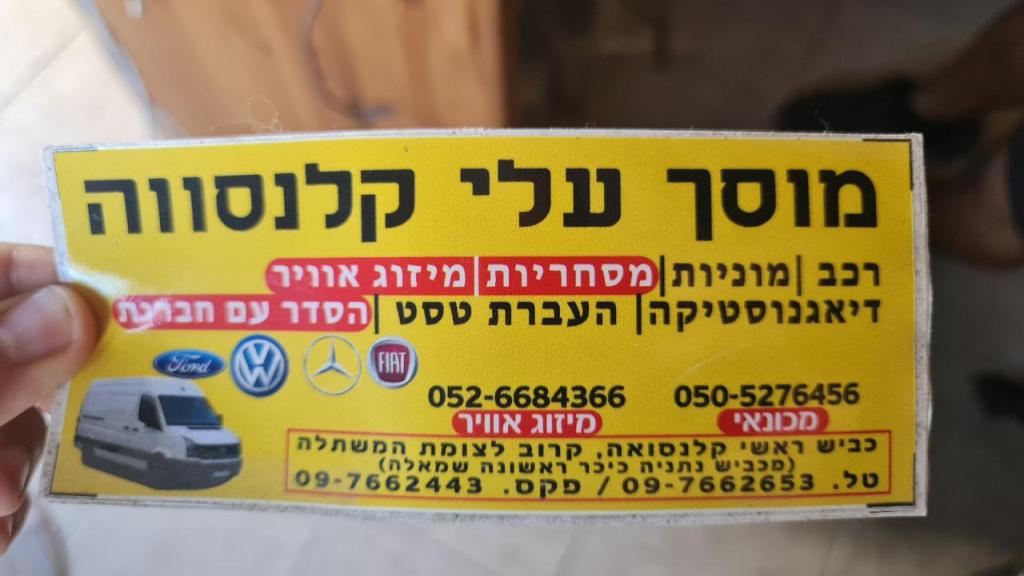 מוסך עלי קלנסווה
רכב | מוניות | מסחריות | מיזוג אוויר
דיאגנוסטיקה | העברת טסט | הסדר עם חברות
Ford
VW
FIAT
052-6684366
050-5276456
מיזוג אוויר
מכונאי
כביש ראשי קלנסואה, קרוב לצומת המשתלה
(מכביש נתניה כיכר ראשונה שמאלה)
טל. 09-7662653 / פקס. 09-7662443